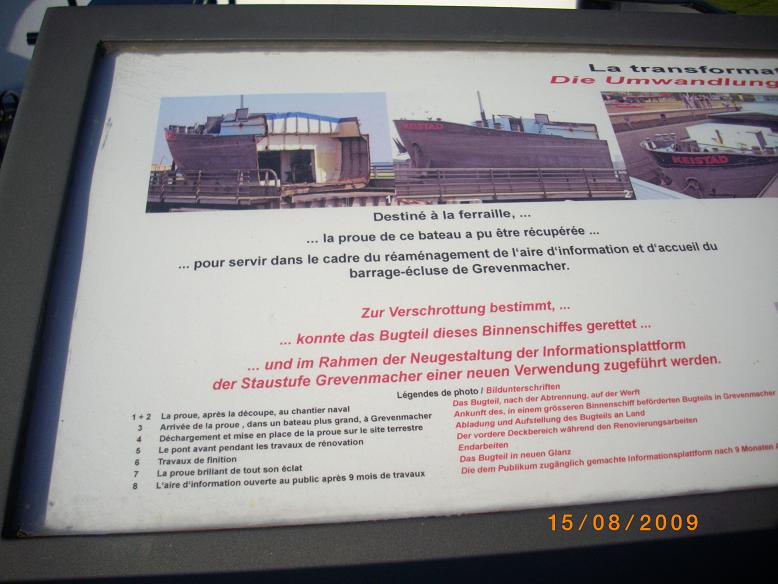 La transformat
Die Umwandlung
KEISTAD
KEISTAD
KEISTAD
1
2
Destiné à la ferraille, ...
... la proue de ce bateau a pu être récupérée ...
... pour servir dans le cadre du réaménagement de l'aire d'information et d'accueil du
barrage-écluse de Grevenmacher.
Zur Verschrottung bestimmt, ...
... konnte das Bugteil dieses Binnenschiffes gerettet ...
... und im Rahmen der Neugestaltung der Informationsplattform
der Staustufe Grevenmacher einer neuen Verwendung zugeführt werden.
Légendes de photo / Bildunterschriften
1 + 2 La proue, après la découpe, au chantier naval
3 Arrivée de la proue , dans un bateau plus grand, à Grevenmacher
4 Déchargement et mise en place de la proue sur le site terrestre
5 Le pont avant pendant les travaux de rénovation
6 Travaux de finition
7 La proue brillant de tout son éclat
8 L'aire d'information ouverte au public après 9 mois de travaux
Das Bugteil, nach der Abtrennung, auf der Werft
Ankunft des, in einem grösseren Binnenschiff beförderten Bugteils in Grevenmacher
Abladung und Aufstellung des Bugteils an Land
Der vordere Deckbereich während den Renovierungsarbeiten
Endarbeiten
Das Bugteil in neuen Glanz
Die dem Publikum zugänglich gemachte Informationsplattform nach 9 Monaten A
15/08/2009